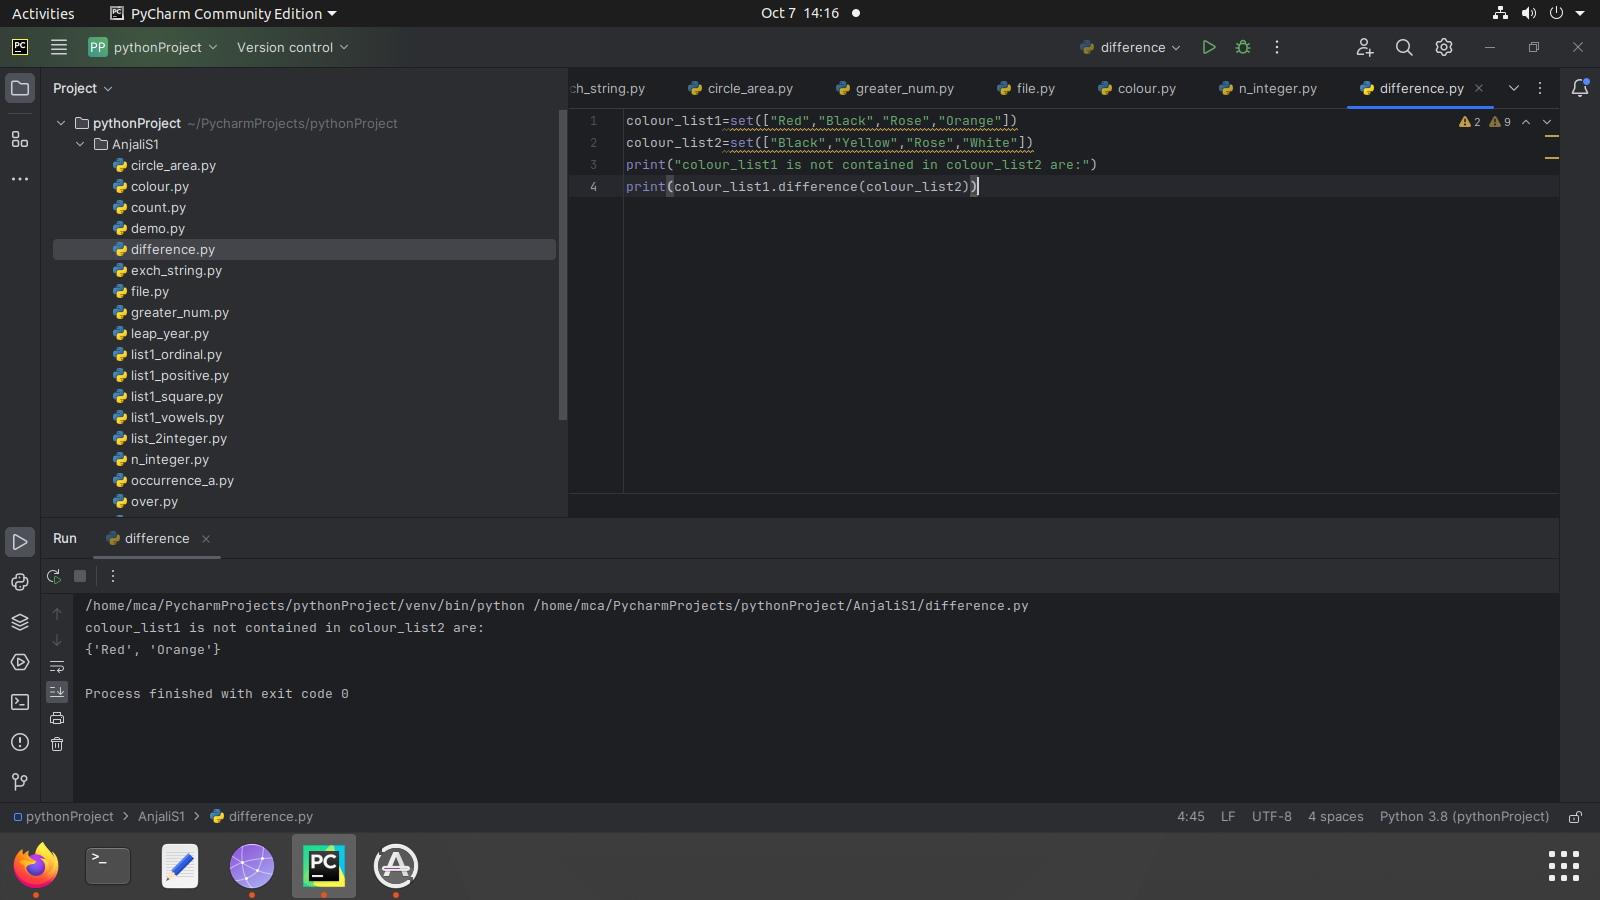 Activities PyCharm Community Edition Oct 7 14:16
PC PP pythonProject Version control difference
Project
ch_string.py circle_area.py greater_num.py file.py colour.py n_integer.py difference.py
pythonProject ~/PycharmProjects/pythonProject
AnjaliS1
circle_area.py
colour.py
count.py
demo.py
difference.py
exch_string.py
file.py
greater_num.py
leap_year.py
list1_ordinal.py
list1_positive.py
list1_square.py
list1_vowels.py
list_2integer.py
n_integer.py
occurrence_a.py
over.py
1 colour_list1=set(["Red","Black","Rose","Orange"])
2 colour_list2=set(["Black","Yellow","Rose","White"])
3 print("colour_list1 is not contained in colour_list2 are:")
4 print(colour_list1.difference(colour_list2))
2 9
Run difference
/home/mca/PycharmProjects/pythonProject/venv/bin/python /home/mca/PycharmProjects/pythonProject/AnjaliS1/difference.py
colour_list1 is not contained in colour_list2 are:
{'Red', 'Orange'}
Process finished with exit code 0
pythonProject > AnjaliS1 > difference.py 4:45 LF UTF-8 4 spaces Python 3.8 (pythonProject)
>_ PC A